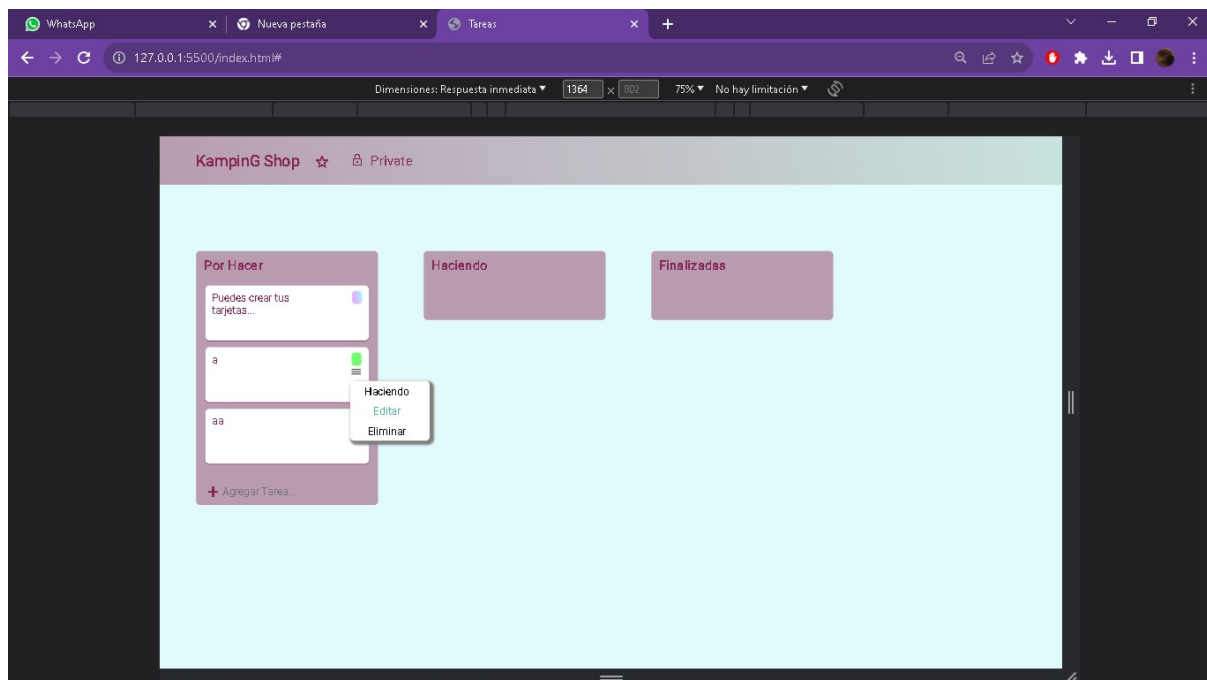 WhatsApp
Nueva pestaña
Tareas
127.0.0.1:5500/index.html#
Dimensiones: Respuesta inmediata ▼ 1364 × 802 75% ▼ No hay limitación ▼
KampinG Shop Private
Por Hacer
Puedes crear tus
tarjetas...
a
aa
Agregar Tarea...
Haciendo
Editar
Eliminar
Haciendo
Finalizadas